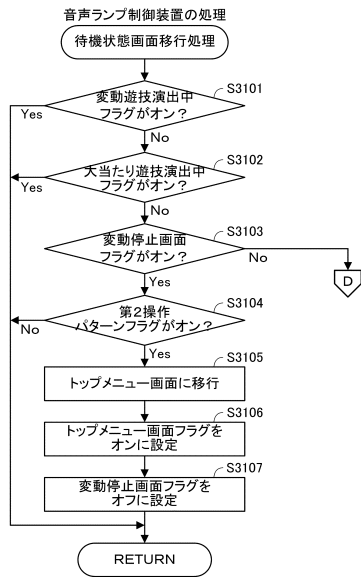 音声ランプ制御装置の処理
待機状態画面移行処理
S3101
変動遊技演出中
フラグがオン?
Yes
No
S3102
大当たり遊技演出中
フラグがオン?
Yes
No
S3103
変動停止画面
フラグがオン?
No
Yes
D
S3104
第2操作
パターンフラグがオン?
No
Yes
S3105
トップメニュー画面に移行
S3106
トップメニュー画面フラグを
オンに設定
S3107
変動停止画面フラグを
オフに設定
RETURN